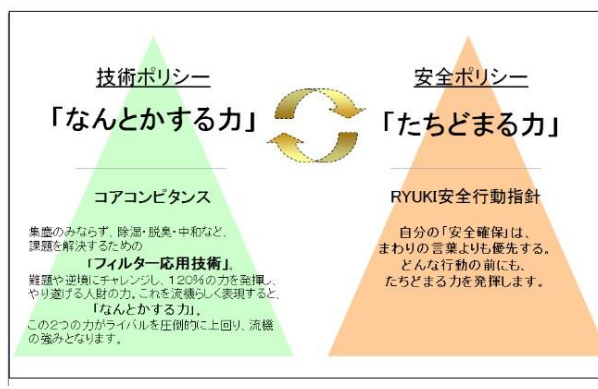 技術ポリシー
「なんとかする力」
コアコンピタンス
集塵のみならず、除湿・脱臭・中和など、
課題を解決するための
「フィルター応用技術」。
難題や逆境にチャレンジし、120%の力を発揮し、
やり遂げる人財の力。これを流機らしく表現すると、
「なんとかする力」。
この2つの力がライバルを圧倒的に上回り、流機
の強みとなります。
安全ポリシー
「たちどまる力」
RYUKI安全行動指針
自分の「安全確保」は、
まわりの言葉よりも優先する。
どんな行動の前にも、
たちどまる力を発揮します。